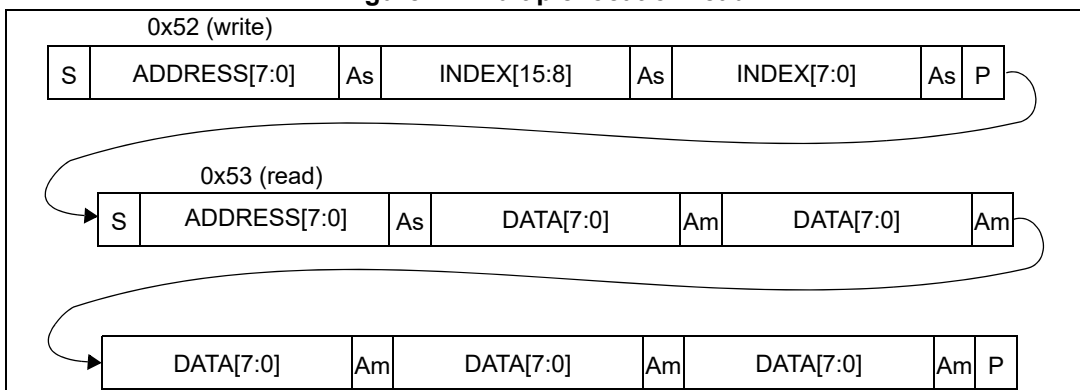 0x52 (write)
S ADDRESS[7:0] As INDEX[15:8] As INDEX[7:0] As P
0x53 (read)
S ADDRESS[7:0] As DATA[7:0] Am DATA[7:0] Am
DATA[7:0] Am DATA[7:0] Am DATA[7:0] Am P